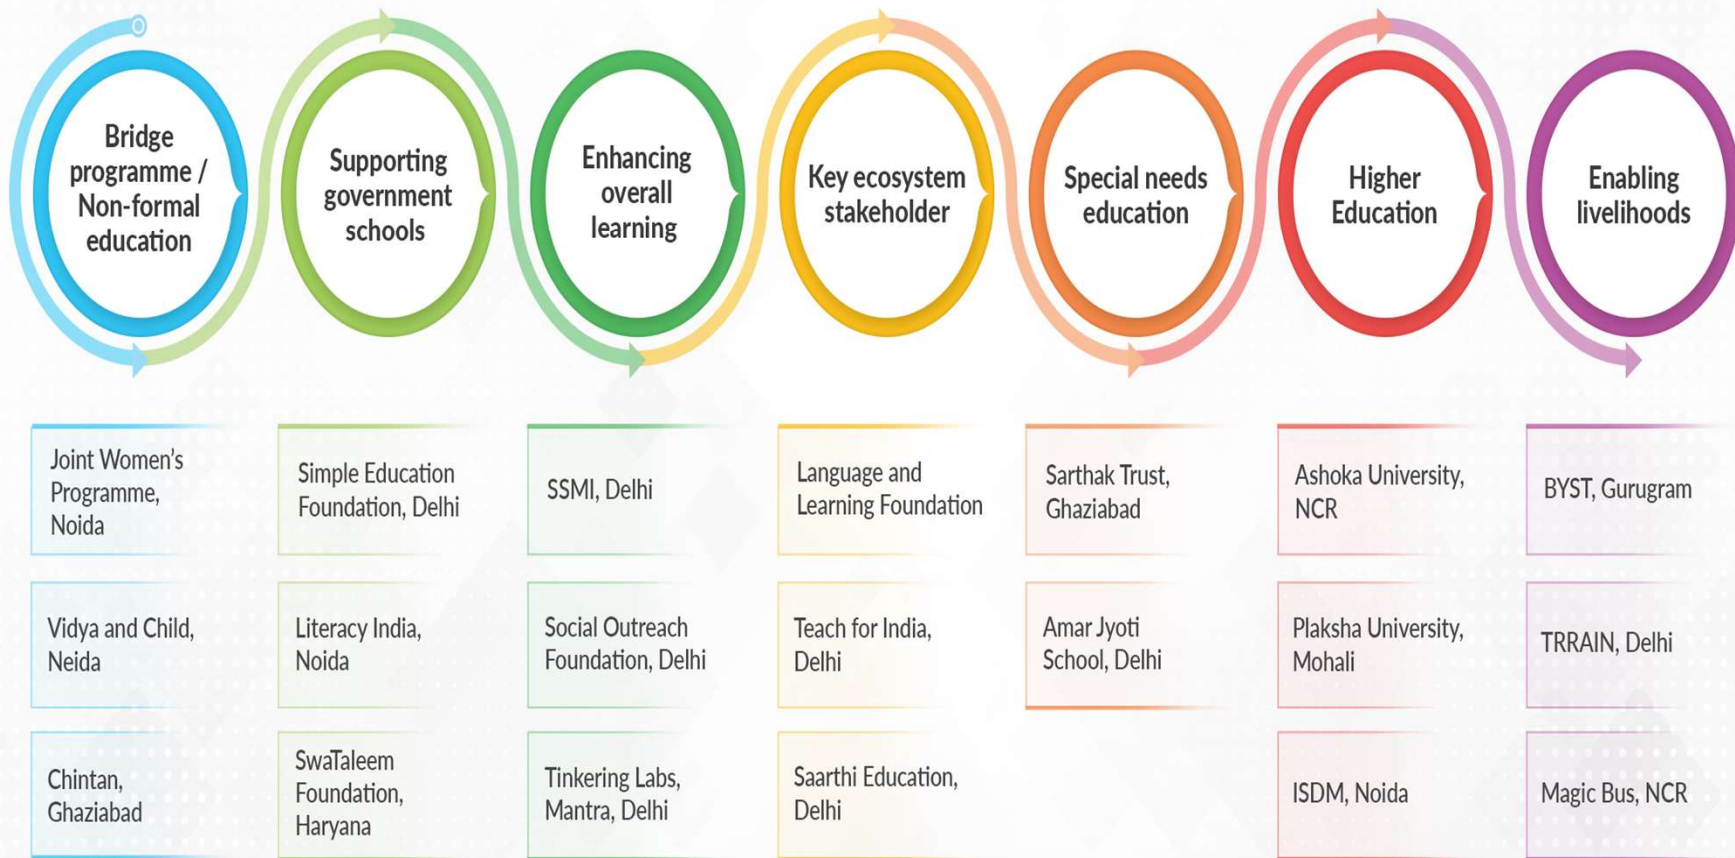 Bridge
programme /
Non-formal
education
Supporting
government
schools
Enhancing
overall
learning
Key ecosystem
stakeholder
Special needs
education
Higher
Education
Enabling
livelihoods
Joint Women's
Programme,
Noida
Simple Education
Foundation, Delhi
SSMI, Delhi
Language and
Learning Foundation
Sarthak Trust,
Ghaziabad
Ashoka University,
NCR
BYST, Gurugram
Vidya and Child,
Neida
Literacy India,
Noida
Social Outreach
Foundation, Delhi
Teach for India,
Delhi
Amar Jyoti
School, Delhi
Plaksha University,
Mohali
TRRAIN, Delhi
Chintan,
Ghaziabad
SwaTaleem
Foundation,
Haryana
Tinkering Labs,
Mantra, Delhi
Saarthi Education,
Delhi
ISDM, Noida
Magic Bus, NCR